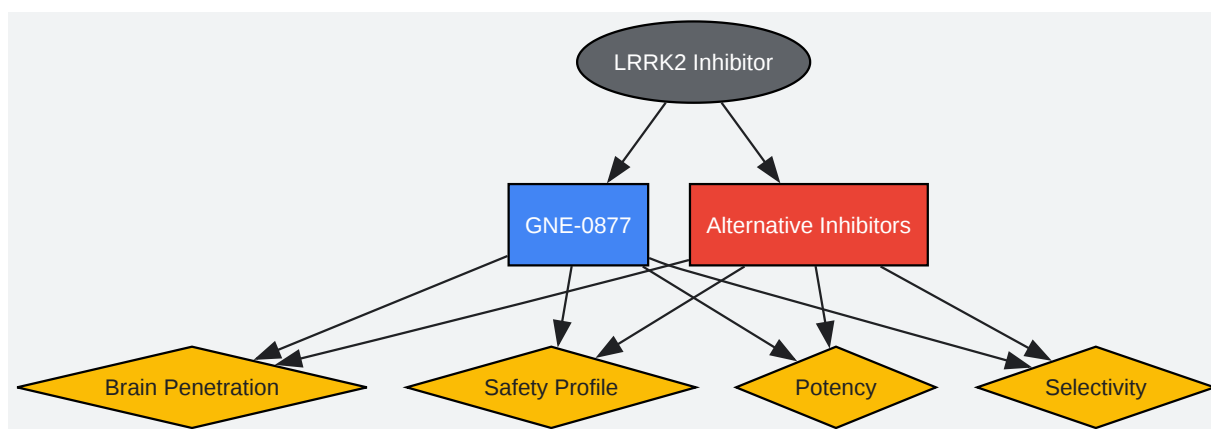 LRRK2 Inhibitor
GNE-0877
Alternative Inhibitors
Brain Penetration
Safety Profile
Potency
Selectivity